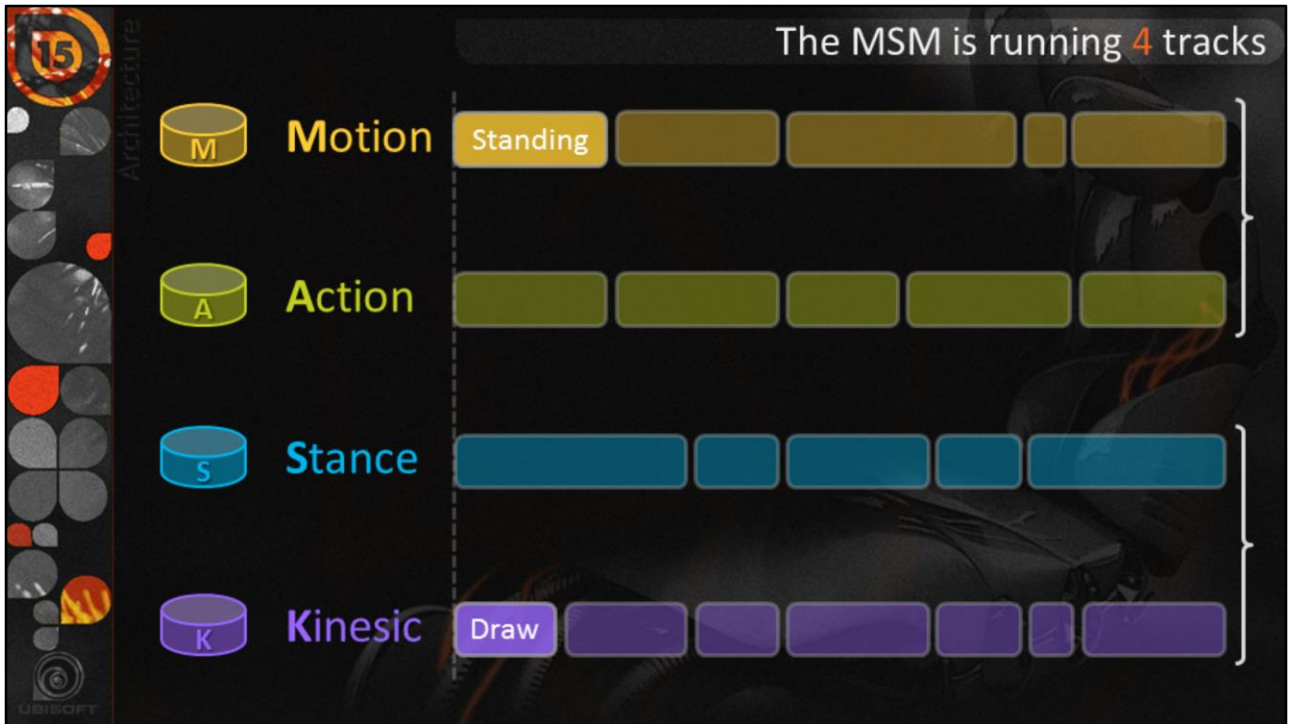 15
Architecture
The MSM is running 4 tracks
M
Motion
Standing
A
Action
S
Stance
K
Kinesic
Draw
UBISOFT